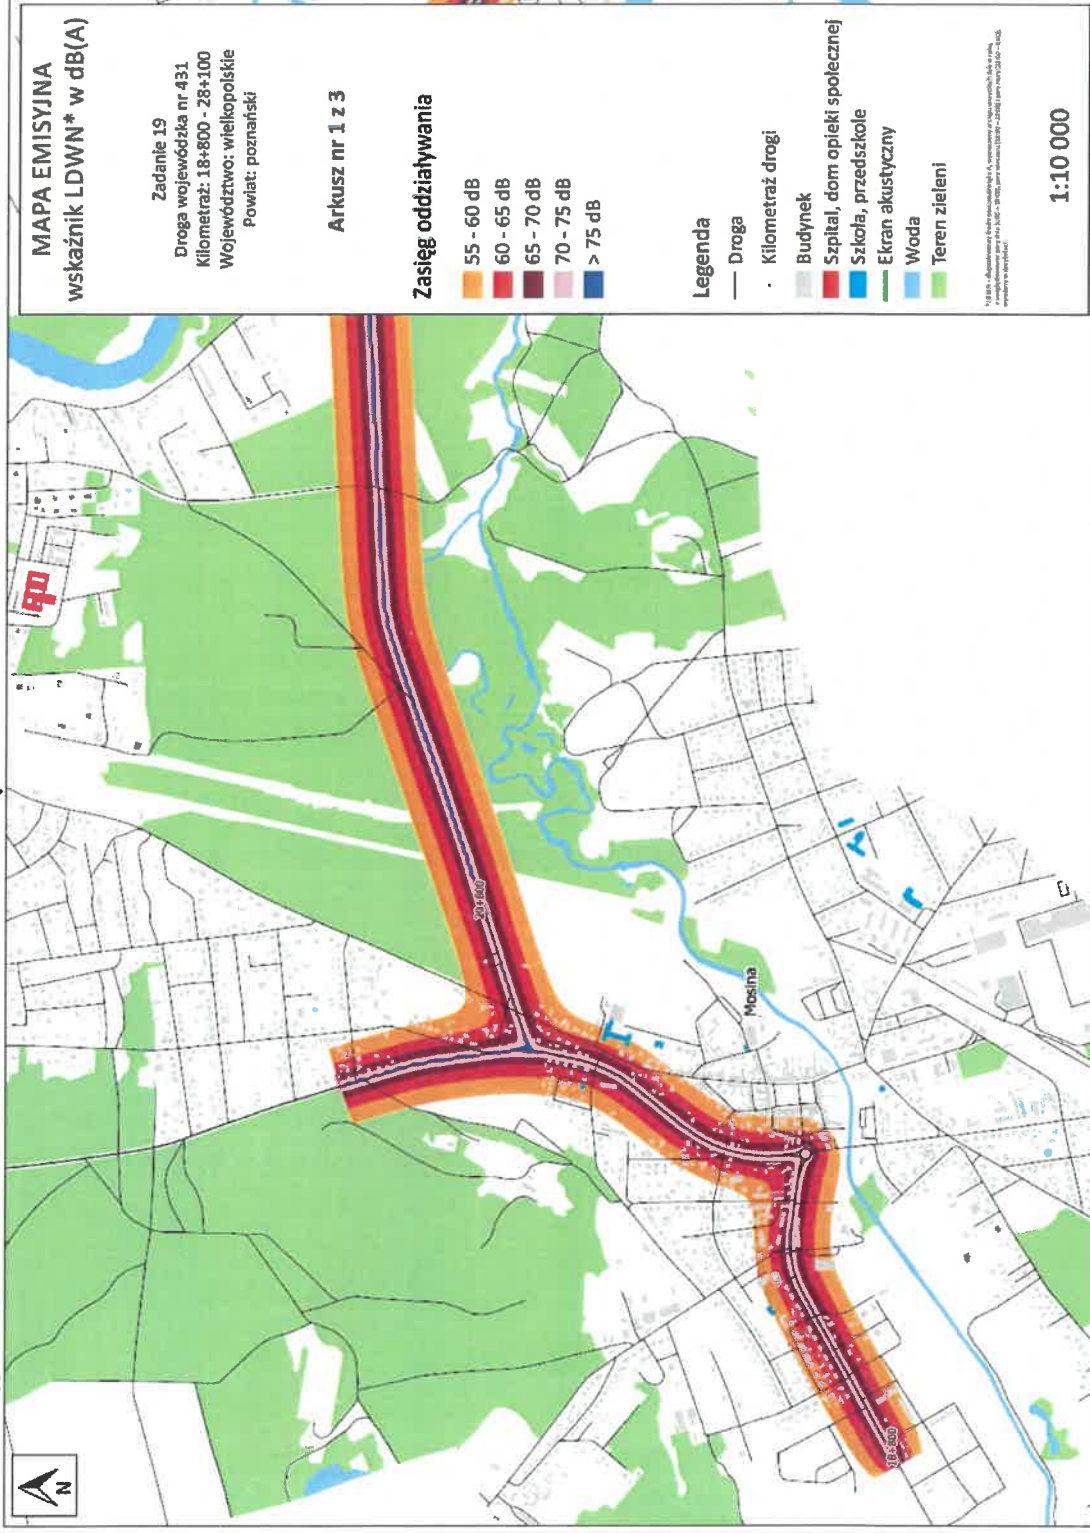 MAPA EMISYJNA
wskaźnik LDWN* w dB(A)
Zadanie 19
Droga wojewódzka nr 431
Kilometraż: 18+800 - 28+100
Województwo: wielkopolskie
Powiat: poznański
Arkusz nr 1 z 3
Zasięg oddziaływania
55 - 60 dB
60 - 65 dB
65 - 70 dB
70 - 75 dB
> 75 dB
Legenda
Droga
Kilometraż drogi
Budynek
Szpital, dom opieki społecznej
Szkoła, przedszkole
Ekran akustyczny
Woda
Teren zieleni
1:10 000
N
Mosina
18+800